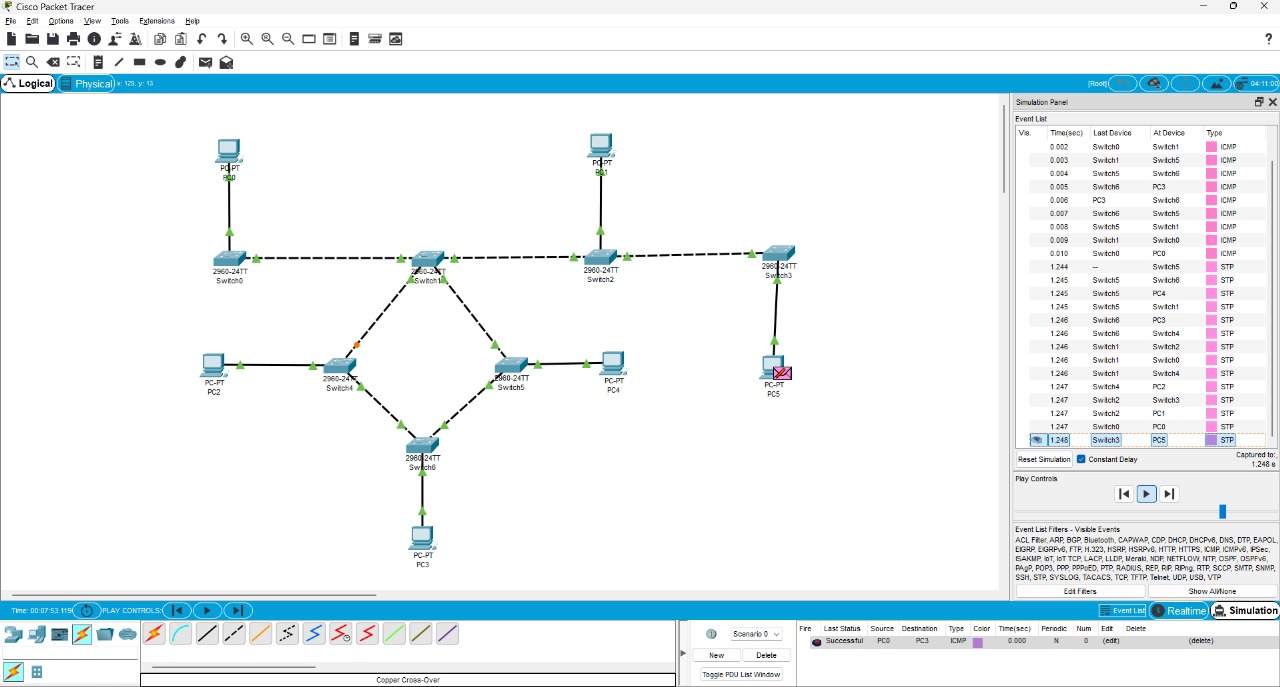 Cisco Packet Tracer
File Edit Options View Tools Extensions Help
?
Logical Physical x: 129, y: 13 [Root] 04:11:00
PC-PT
PC0
PC-PT
PC1
2960-24TT
Switch0
2960-24TT
Switch1
2960-24TT
Switch2
2960-24TT
Switch3
PC-PT
PC2
2960-24TT
Switch4
2960-24TT
Switch5
PC-PT
PC4
PC-PT
PC5
2960-24TT
Switch6
PC-PT
PC3
Simulation Panel
Event List
Vis. Time(sec) Last Device At Device Type
0.002 Switch0 Switch1 ICMP
0.003 Switch1 Switch5 ICMP
0.004 Switch5 Switch6 ICMP
0.005 Switch6 PC3 ICMP
0.006 PC3 Switch6 ICMP
0.007 Switch6 Switch5 ICMP
0.008 Switch5 Switch1 ICMP
0.009 Switch1 Switch0 ICMP
0.010 Switch0 PC0 ICMP
1.244 -- Switch5 STP
1.245 Switch5 Switch6 STP
1.245 Switch5 PC4 STP
1.245 Switch5 Switch1 STP
1.246 Switch6 PC3 STP
1.246 Switch6 Switch4 STP
1.246 Switch1 Switch2 STP
1.246 Switch1 Switch0 STP
1.246 Switch1 Switch4 STP
1.247 Switch4 PC2 STP
1.247 Switch2 Switch3 STP
1.247 Switch2 PC1 STP
1.247 Switch0 PC0 STP
1.248 Switch3 PC5 STP
Reset Simulation Constant Delay Captured to:
1.248 s
Play Controls
Event List Filters - Visible Events
ACL Filter, ARP, BGP, Bluetooth, CAPWAP, CDP, DHCP, DHCPv6, DNS, DTP, EAPOL,
EIGRP, EIGRPv6, FTP, H.323, HSRP, HSRPv6, HTTP, HTTPS, ICMP, ICMPv6, IPSec,
ISAKMP, IoT, IoT TCP, LACP, LLDP, Meraki, NDP, NETFLOW, NTP, OSPF, OSPFv6,
PAgP, POP3, PPP, PPPoED, PTP, RADIUS, REP, RIP, RIPng, RTP, SCCP, SMTP, SNMP,
SSH, STP, SYSLOG, TACACS, TCP, TFTP, Telnet, UDP, USB, VTP
Edit Filters Show All/None
Time: 00:07:53.119 PLAY CONTROLS: Event List Realtime Simulation
Copper Cross-Over
Scenario 0
New Delete
Toggle PDU List Window
Fire Last Status Source Destination Type Color Time(sec) Periodic Num Edit Delete
Successful PC0 PC3 ICMP 0.000 N 0 (edit) (delete)